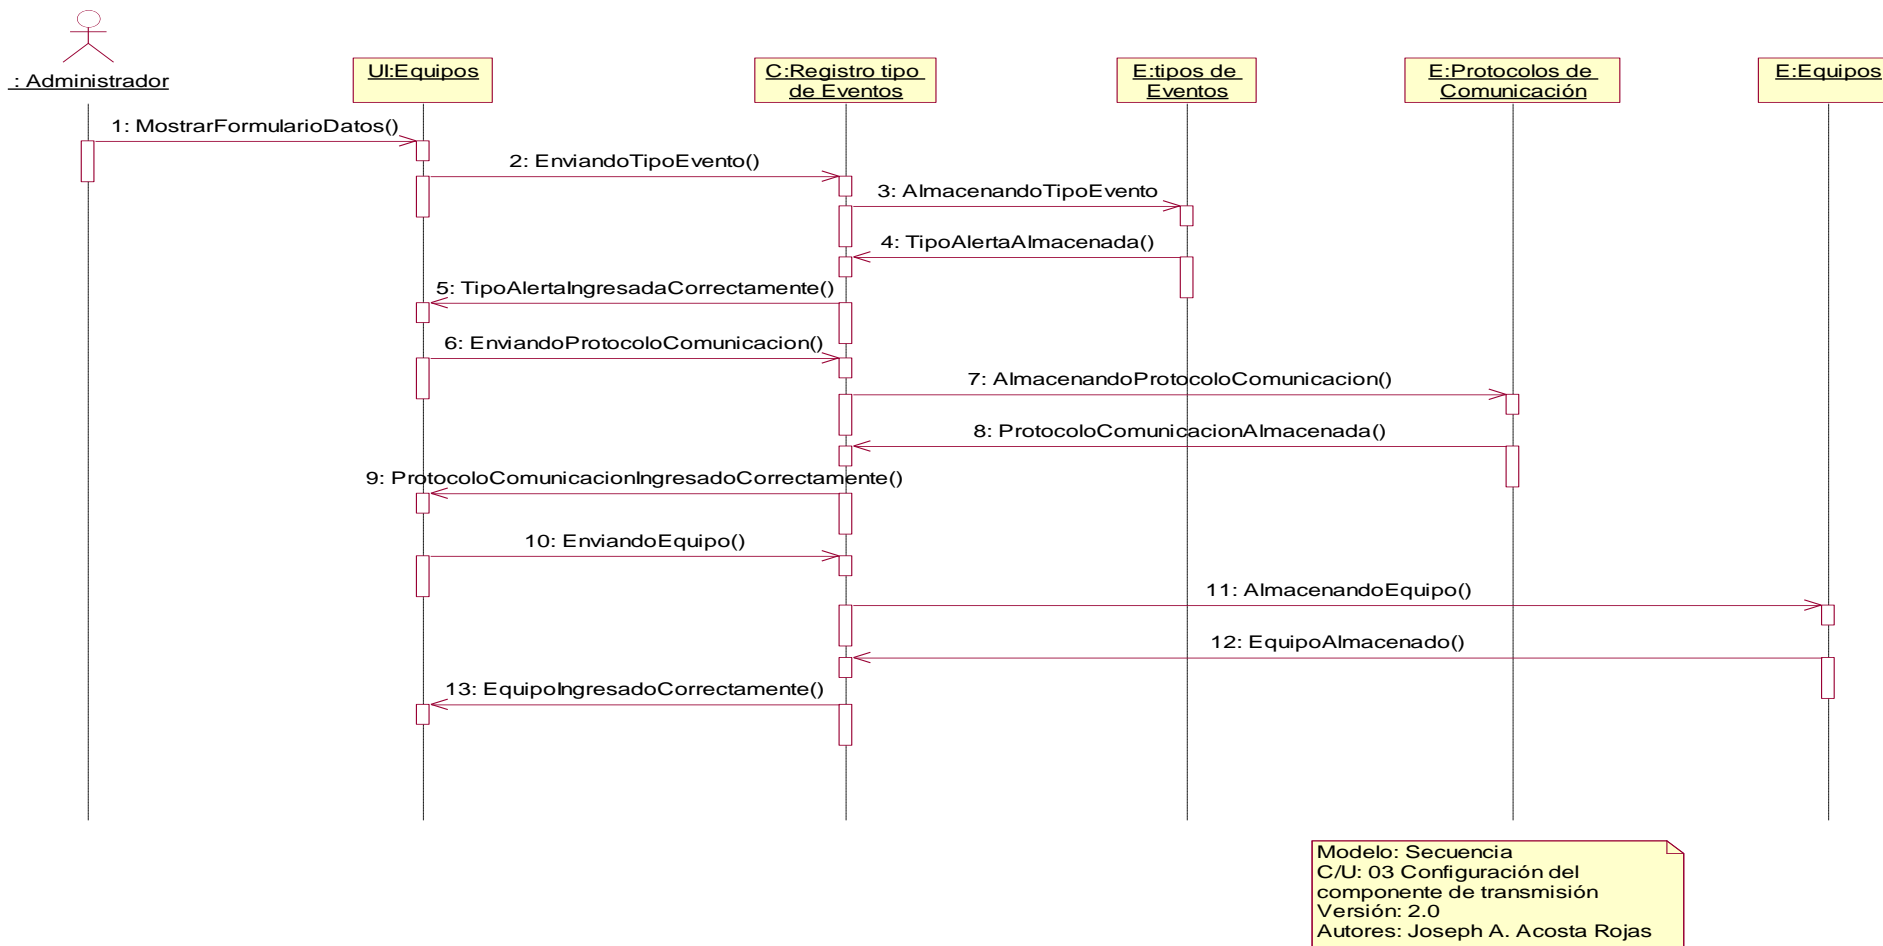 : Administrador
UI:Equipos
C:Registro tipo
de Eventos
E:tipos de
Eventos
E:Protocolos de
Comunicación
E:Equipos
1: MostrarFormularioDatos()
2: EnviandoTipoEvento()
3: AlmacenandoTipoEvento
4: TipoAlertaAlmacenada()
5: TipoAlertaIngresadaCorrectamente()
6: EnviandoProtocoloComunicacion()
7: AlmacenandoProtocoloComunicacion()
8: ProtocoloComunicacionAlmacenada()
9: ProtocoloComunicacionIngresadoCorrectamente()
10: EnviandoEquipo()
11: AlmacenandoEquipo()
12: EquipoAlmacenado()
13: EquipoIngresadoCorrectamente()
Modelo: Secuencia
C/U: 03 Configuración del
componente de transmisión
Versión: 2.0
Autores: Joseph A. Acosta Rojas